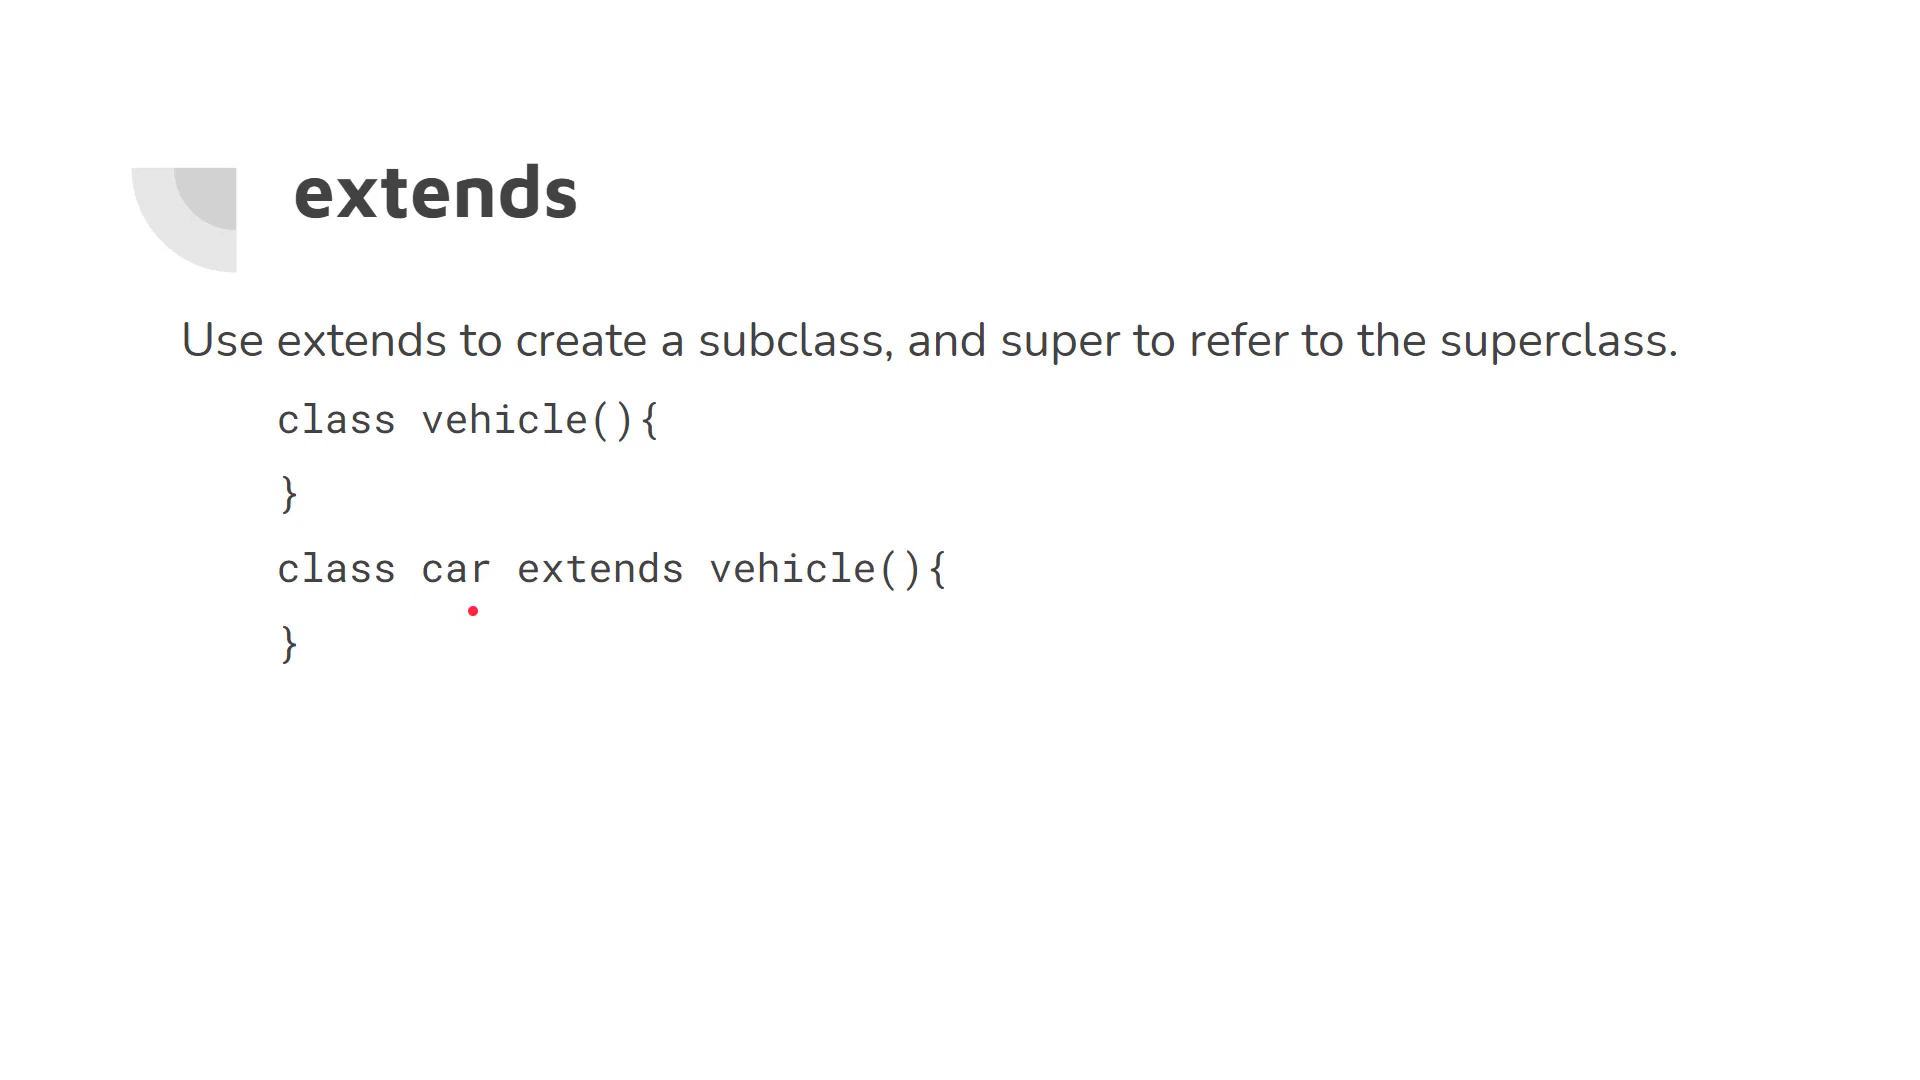 extends
Use extends to create a subclass, and super to refer to the superclass.
class vehicle(){
}
class car extends vehicle(){
}